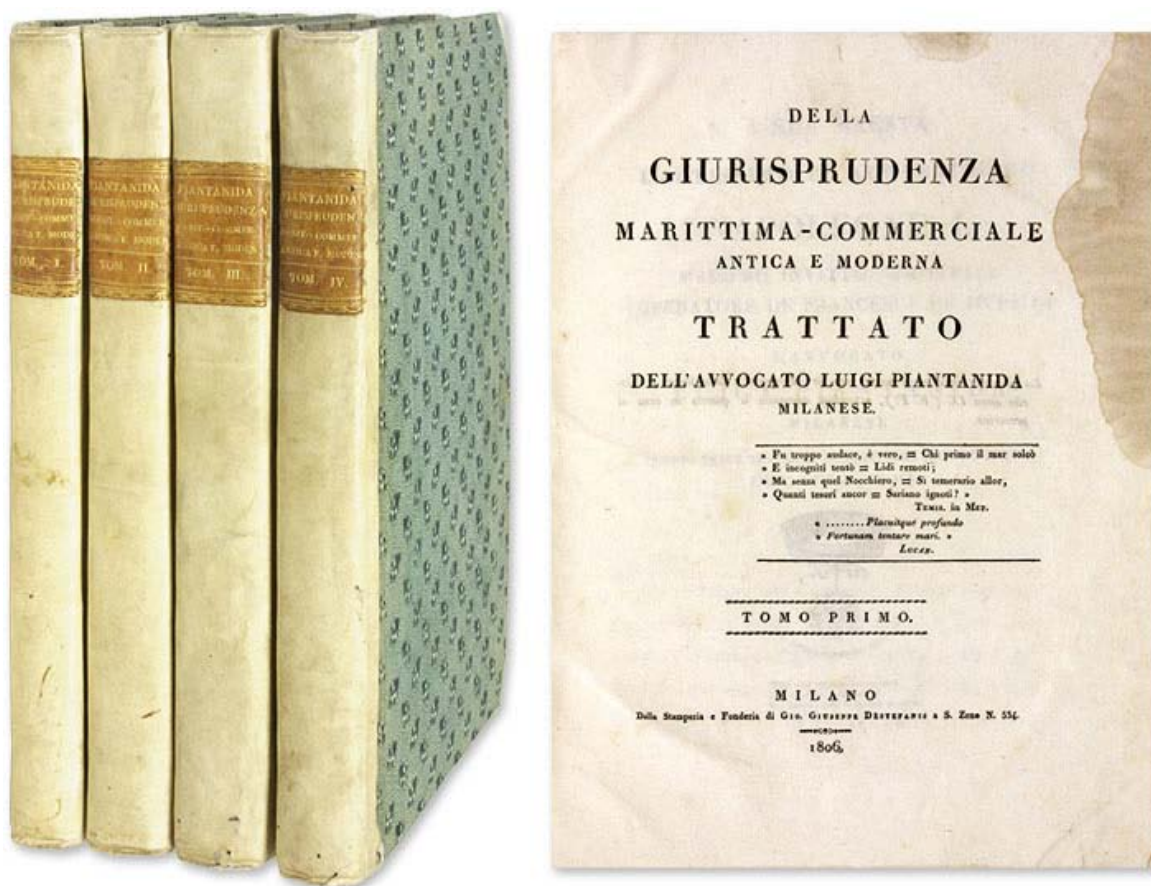 PIANTANIDA
TOM. I
PIANTANIDA
TOM. II
PIANTANIDA
GIURISPRUDENZA
TOM. III
PIANTANIDA
TOM. IV
DELLA
GIURISPRUDENZA
MARITTIMA-COMMERCIALE
ANTICA E MODERNA
TRATTATO
DELL'AVVOCATO LUIGI PIANTANIDA
MILANESE.
» Fu troppo audace, è vero, = Chi primo il mar solcò
» E incogniti tentò = Lidi remoti;
» Ma senza quel Nocchiero, = Sì temerario allor,
» Quanti tesori ancor = Sariano ignoti? »
TEMIS. in MET.
« ........Placuitque profundo
» Fortunam tentare mari. »
LUCAN.
TOMO PRIMO.
MILANO
Dalla Stamperia e Fonderia di GIO. GIUSEPPE DESTEFANIS a S. Zeno N. 534.
1806.